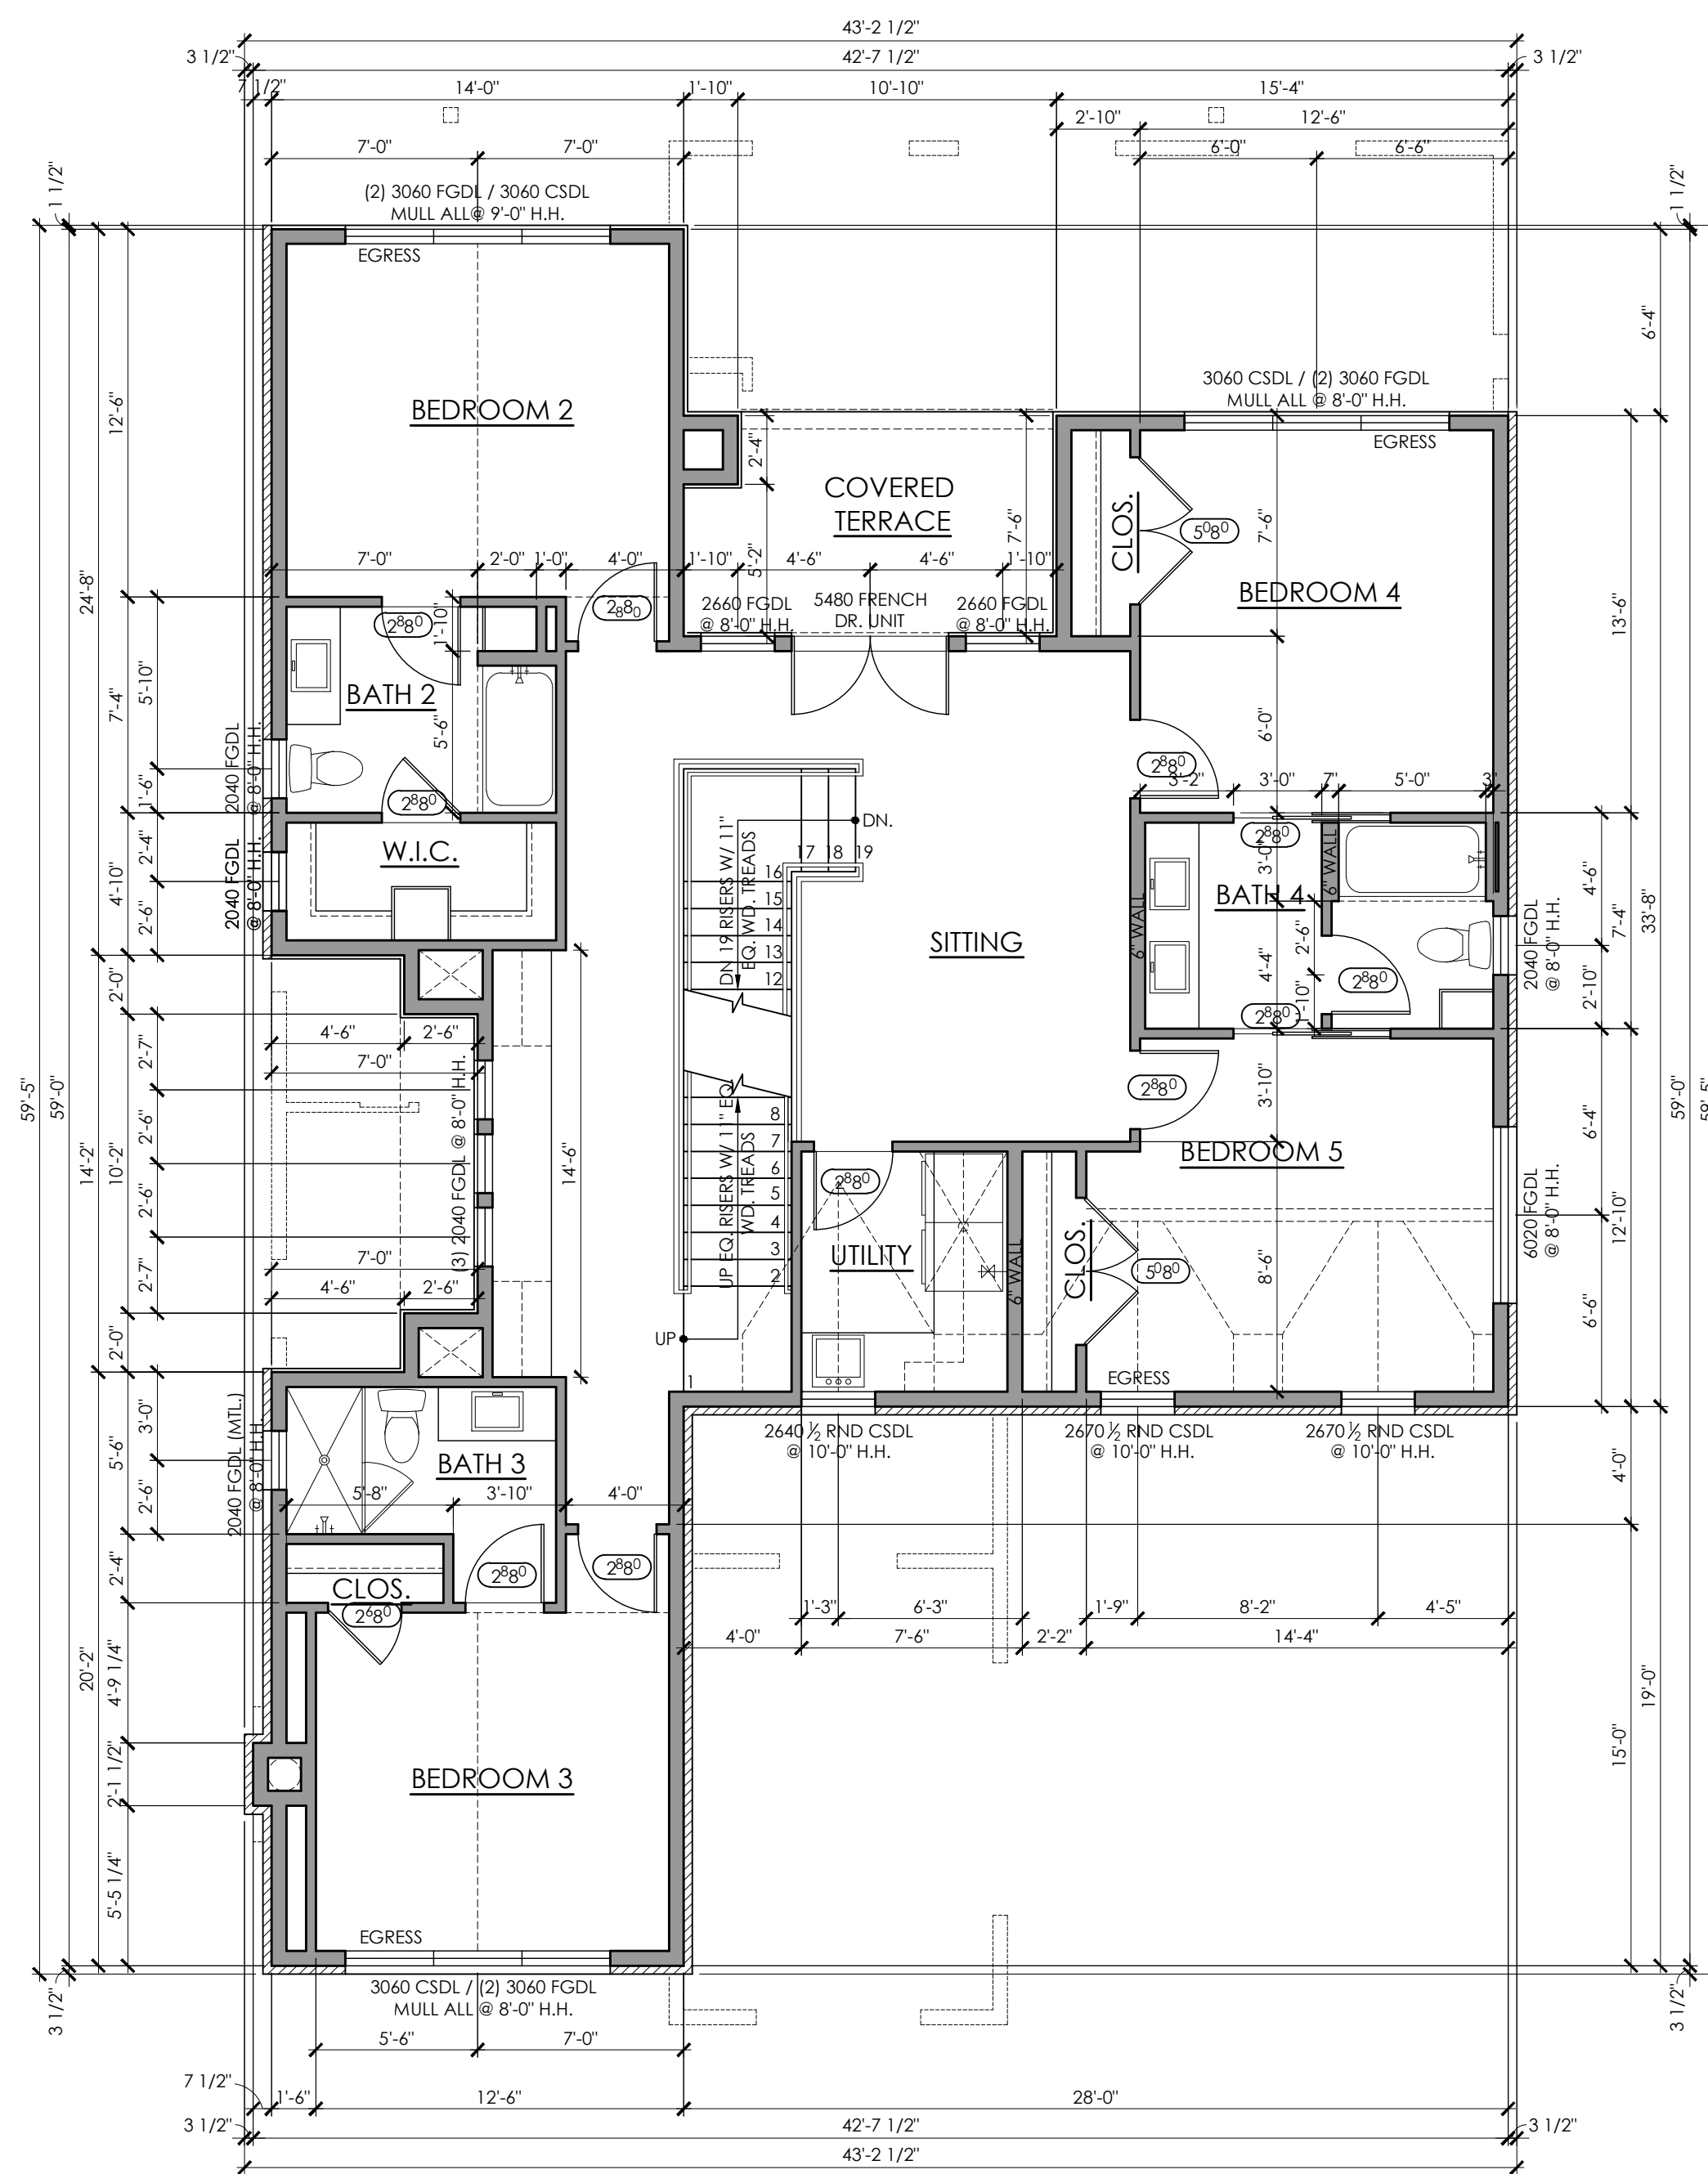 43'-2 1/2"
3 1/2"
42'-7 1/2"
3 1/2"
7 1/2"
14'-0"
1'-10"
10'-10"
15'-4"
2'-10"
12'-6"
7'-0"
7'-0"
6'-0"
6'-6"
1 1/2"
1 1/2"
(2) 3060 FGDL / 3060 CSDL
MULL ALL@ 9'-0" H.H.
EGRESS
6'-4"
3060 CSDL / (2) 3060 FGDL
MULL ALL @ 8'-0" H.H.
EGRESS
12'-6"
BEDROOM 2
2'-4"
COVERED
TERRACE
7'-6"
CLOS.
5⁰8⁰
7'-6"
BEDROOM 4
13'-6"
24'-8"
7'-0"
2'-0"
1'-0"
4'-0"
1'-10"
5'-2"
4'-6"
4'-6"
1'-10"
2⁸8⁰
2⁸8⁰
1'-10"
2660 FGDL
@ 8'-0" H.H.
5480 FRENCH
DR. UNIT
2660 FGDL
@ 8'-0" H.H.
5'-10"
7'-4"
BATH 2
5'-6"
2040 FGDL
@ 8'-0" H.H.
1'-6"
2⁸8⁰
6'-0"
2⁸8⁰
3'-2"
3'-0"
7"
5'-0"
3"
2'-4"
4'-10"
2'-6"
2040 FGDL
@ 8'-0" H.H.
W.I.C.
DN.
DN 19 RISERS W/ 11"
EQ. WD. TREADS
17
18
19
16
15
14
13
12
SITTING
2⁸8⁰
3'-0"
6" WALL
BATH 4
6" WALL
4'-4"
2'-6"
1'-10"
2⁸8⁰
2⁸8⁰
2040 FGDL
@ 8'-0" H.H.
4'-6"
7'-4"
2'-10"
33'-8"
2'-0"
4'-6"
2'-6"
7'-0"
2'-7"
2'-6"
2'-6"
2'-7"
10'-2"
14'-2"
59'-5"
59'-0"
(3) 2040 FGDL @ 8'-0" H.H.
14'-6"
7'-0"
4'-6"
2'-6"
2'-0"
8
7
6
5
4
3
2
UP EQ. RISERS W/ 11" EQ.
WD. TREADS
UP
1
2⁸8⁰
3'-10"
BEDROOM 5
2⁸8⁰
UTILITY
6" WALL
CLOS.
5⁰8⁰
8'-6"
EGRESS
6'-4"
12'-10"
6'-6"
6020 FGDL
@ 8'-0" H.H.
59'-0"
59'-5"
2640 ½ RND CSDL
@ 10'-0" H.H.
2670 ½ RND CSDL
@ 10'-0" H.H.
2670 ½ RND CSDL
@ 10'-0" H.H.
4'-0"
3'-0"
5'-6"
2'-6"
2040 FGDL (MTL.)
@ 8'-0" H.H.
BATH 3
5'-8"
3'-10"
4'-0"
2'-4"
CLOS.
2⁶8⁰
2⁸8⁰
2⁸8⁰
1'-3"
6'-3"
1'-9"
8'-2"
4'-5"
4'-0"
7'-6"
2'-2"
14'-4"
20'-2"
4'-9 1/4"
2'-1 1/2"
5'-5 1/4"
BEDROOM 3
15'-0"
19'-0"
EGRESS
3060 CSDL / (2) 3060 FGDL
MULL ALL @ 8'-0" H.H.
3 1/2"
3 1/2"
5'-6"
7'-0"
7 1/2"
1'-6"
12'-6"
28'-0"
3 1/2"
42'-7 1/2"
3 1/2"
43'-2 1/2"